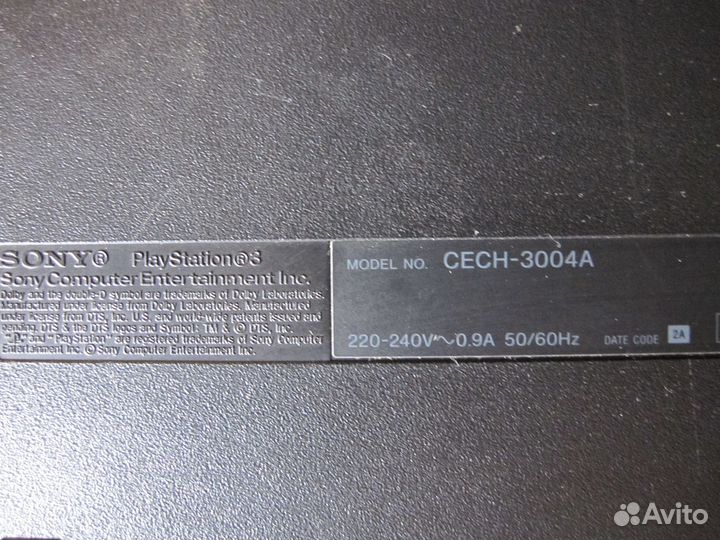 SONY® PlayStation®3
Sony Computer Entertainment Inc.
Dolby and the double-D symbol are trademarks of Dolby Laboratories.
Manufactured under license from Dolby Laboratories. Manufactured
under license from DTS, Inc. U.S. and world-wide patents issued and
pending. DTS & the DTS logos and Symbol: TM & © DTS, Inc.
and "PlayStation" are registered trademarks of Sony Computer
Entertainment Inc. © Sony Computer Entertainment Inc.
MODEL NO. CECH-3004A
220-240V~0.9A 50/60Hz DATE CODE 2A
Avito